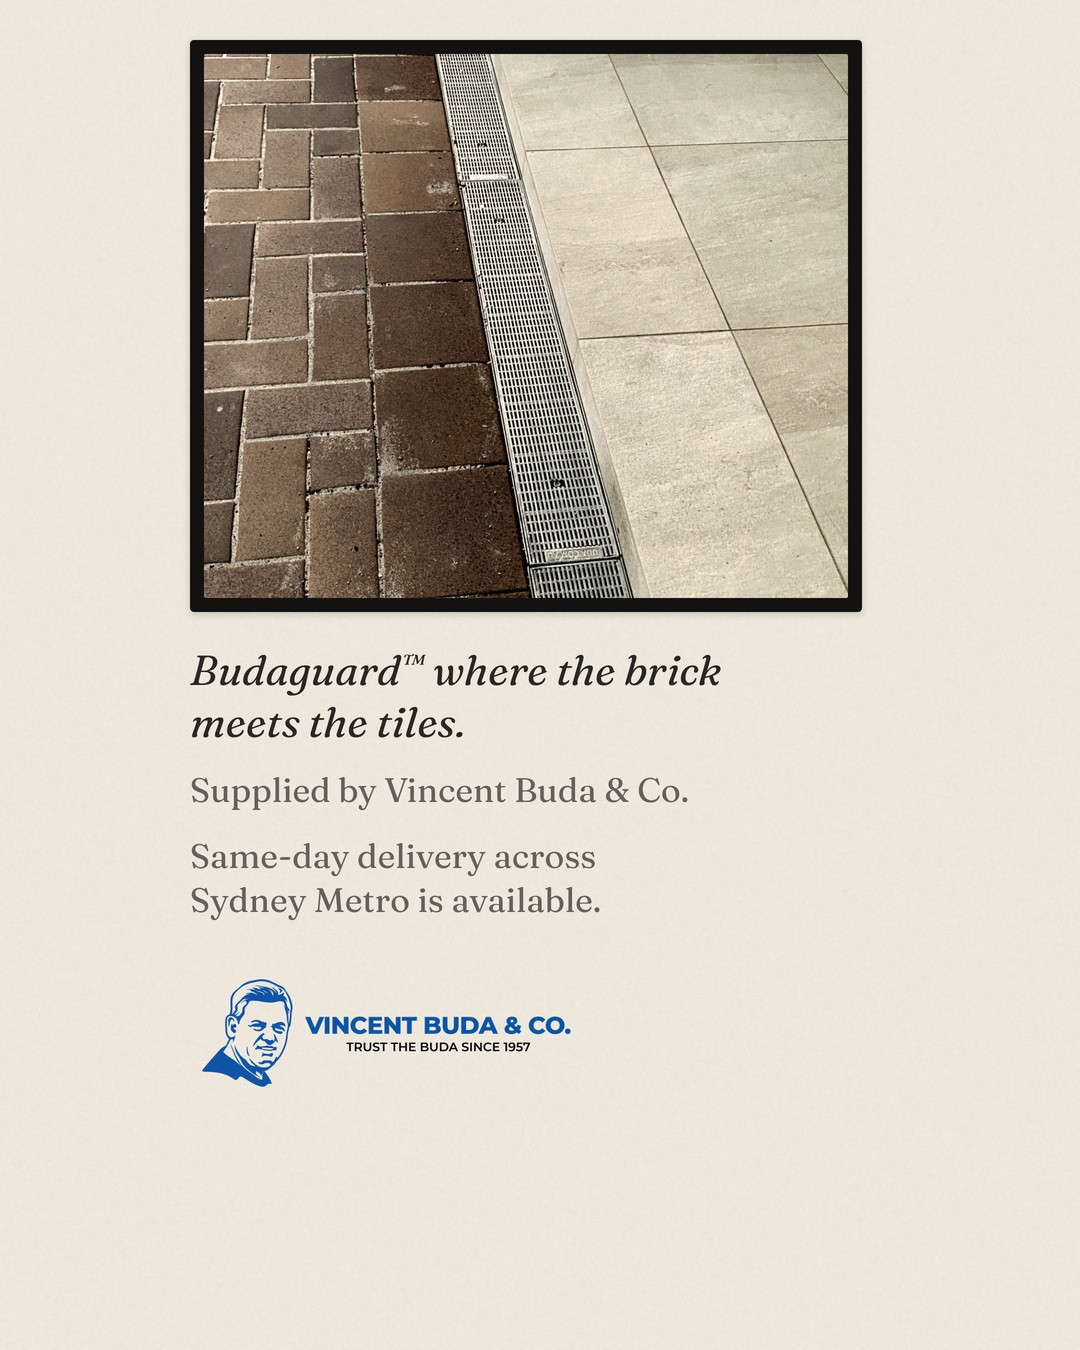 Budaguard™ where the brick
meets the tiles.
Supplied by Vincent Buda & Co.
Same-day delivery across
Sydney Metro is available.
VINCENT BUDA & CO.
TRUST THE BUDA SINCE 1957